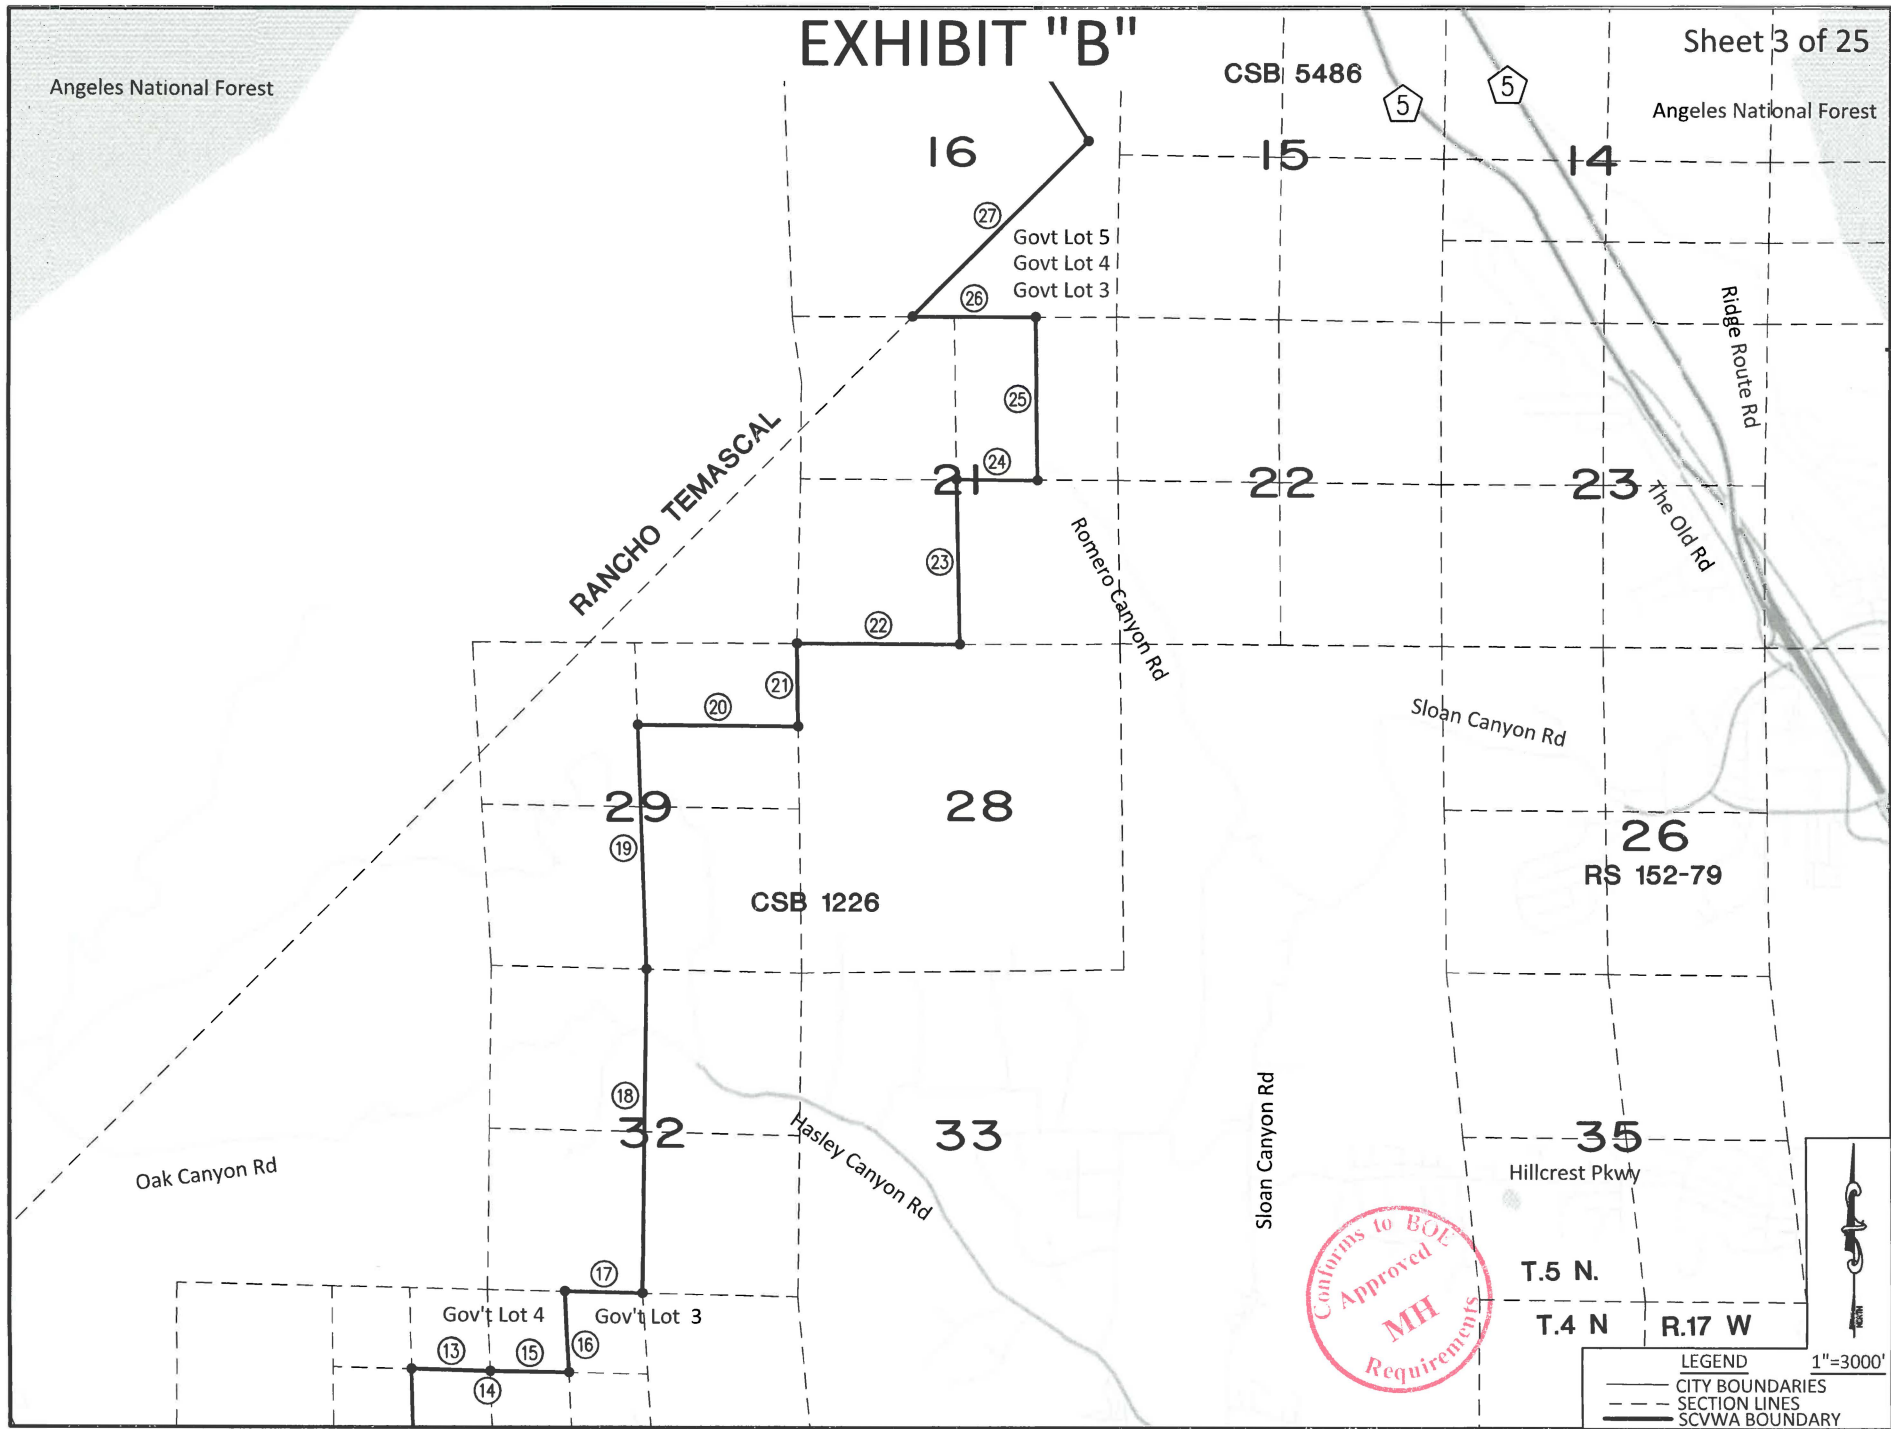 EXHIBIT "B"
Sheet 3 of 25
Angeles National Forest
CSB 5486
5
5
Angeles National Forest
16
15
14
27
Govt Lot 5
Govt Lot 4
Govt Lot 3
26
Ridge Route Rd
25
RANCHO TEMASCAL
24
21
22
23
The Old Rd
23
Romero Canyon Rd
22
21
20
Sloan Canyon Rd
29
28
19
26
RS 152-79
CSB 1226
18
32
33
Hasley Canyon Rd
Sloan Canyon Rd
35
Hillcrest Pkwy
Oak Canyon Rd
Conforms to BOE
Approved
MH
Requirements
T.5 N.
T.4 N
R.17 W
NORTH
17
Gov't Lot 4
Gov't Lot 3
13
15
16
14
LEGEND
1"=3000'
CITY BOUNDARIES
SECTION LINES
SCVWA BOUNDARY